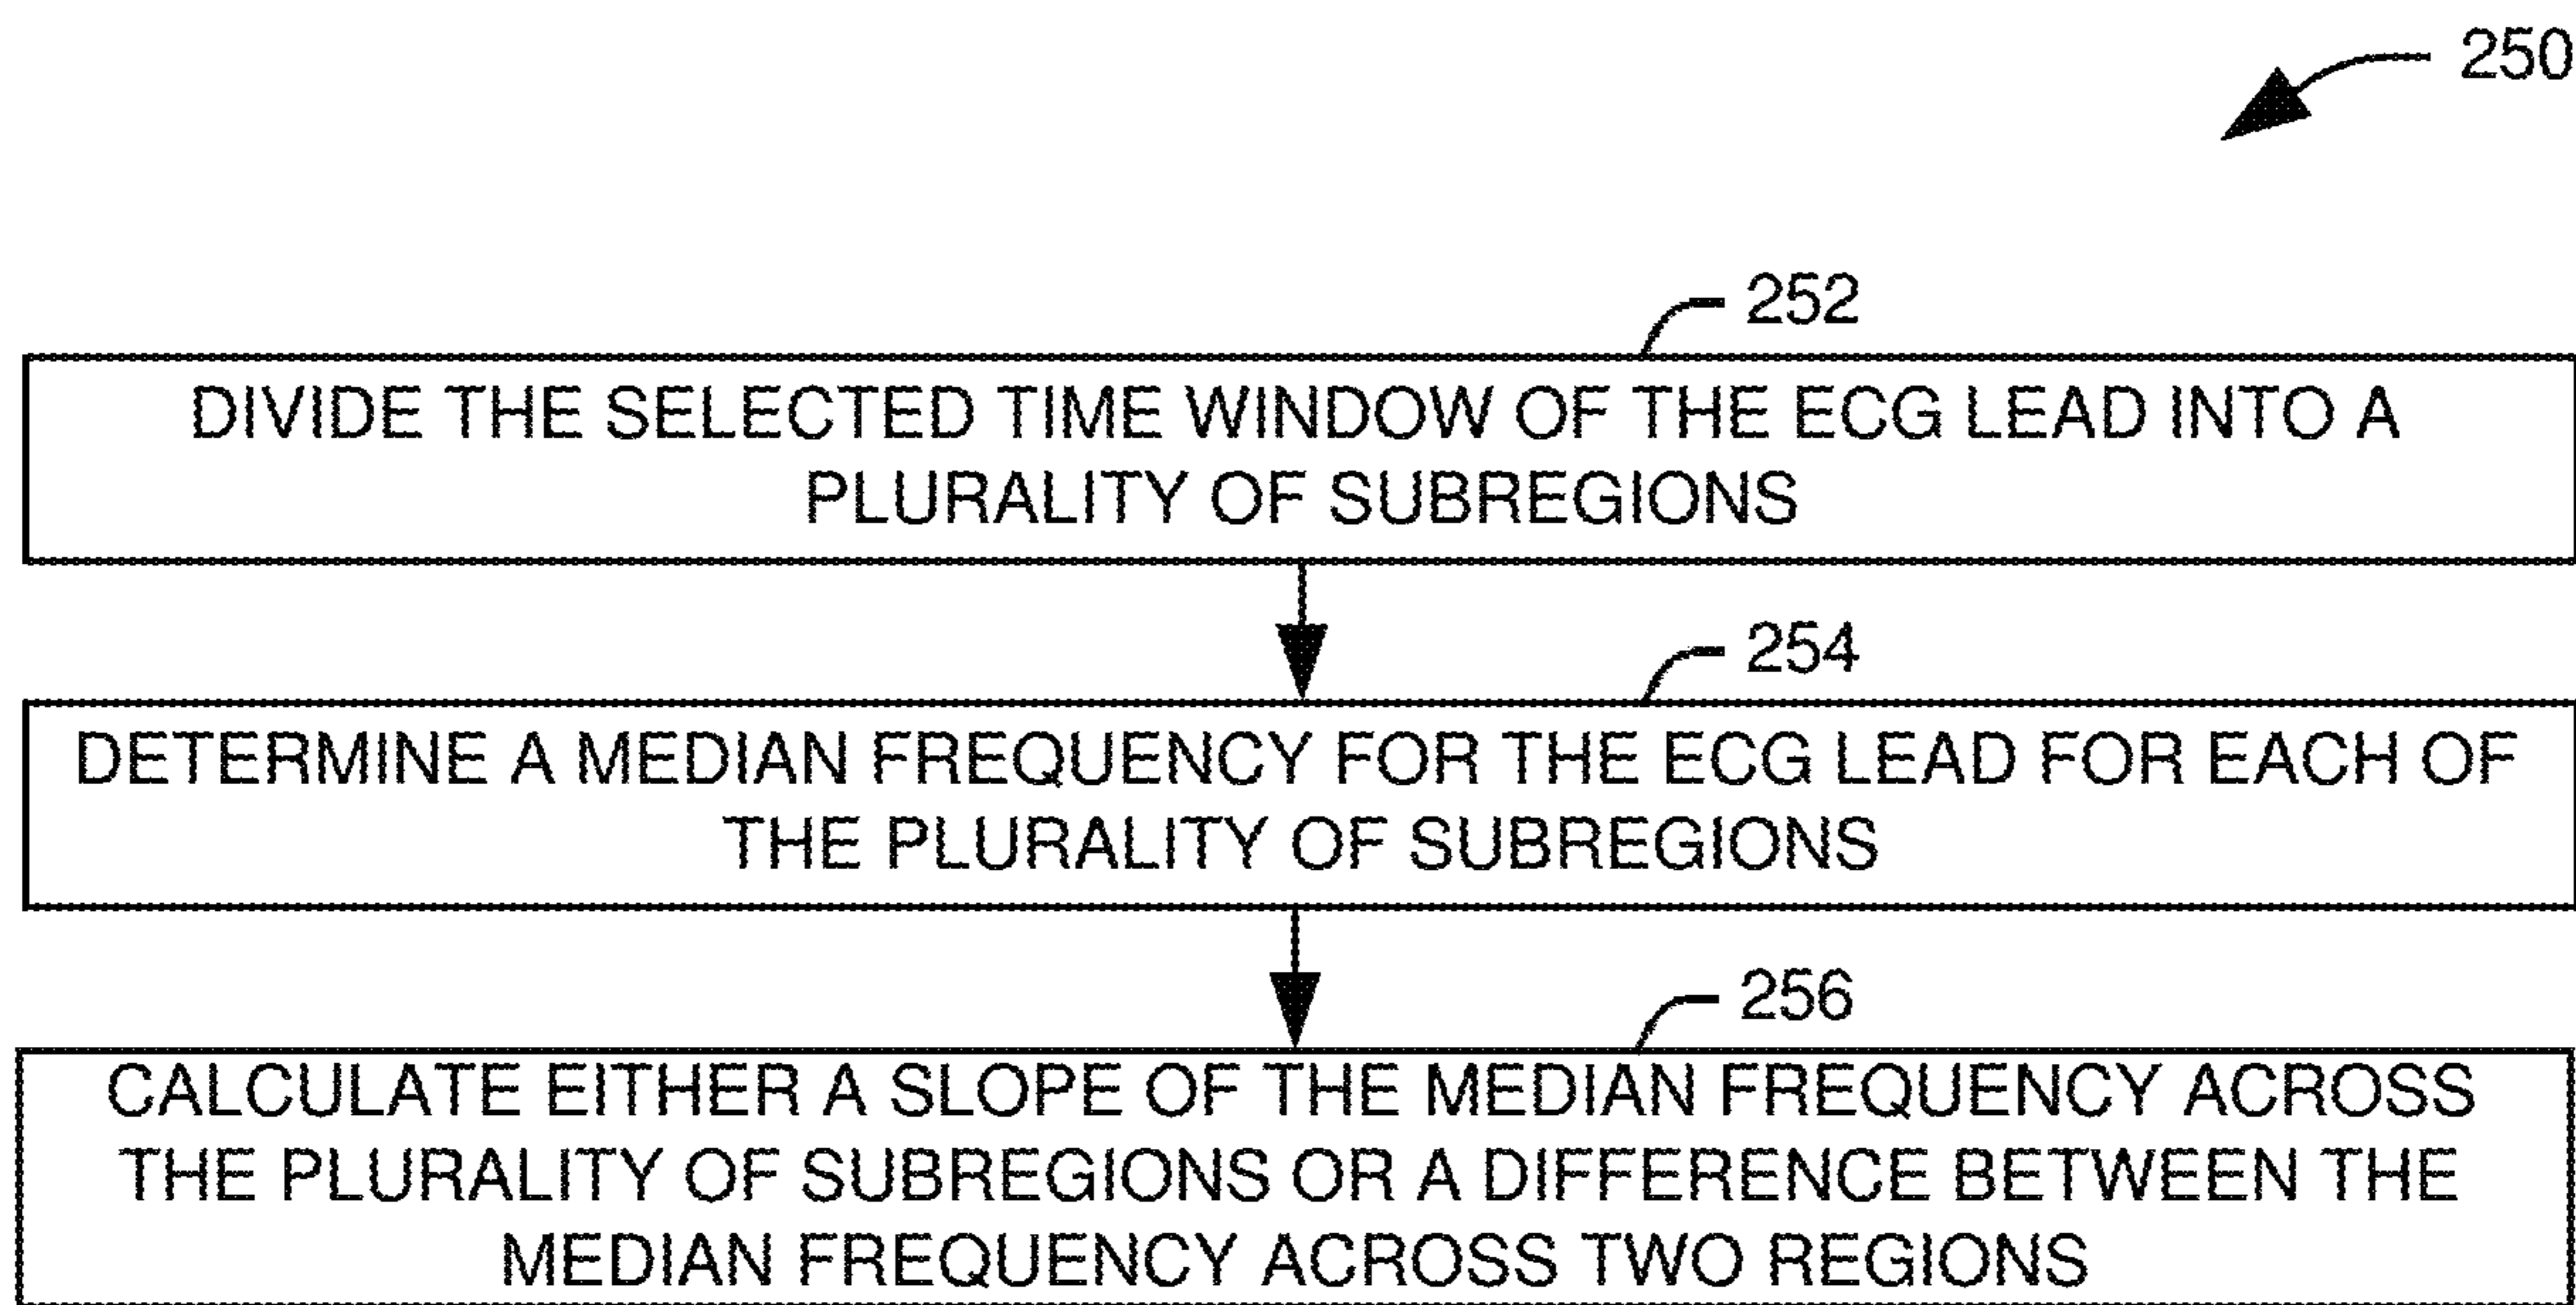 250
252
DIVIDE THE SELECTED TIME WINDOW OF THE ECG LEAD INTO A
PLURALITY OF SUBREGIONS
254
DETERMINE A MEDIAN FREQUENCY FOR THE ECG LEAD FOR EACH OF
THE PLURALITY OF SUBREGIONS
256
CALCULATE EITHER A SLOPE OF THE MEDIAN FREQUENCY ACROSS
THE PLURALITY OF SUBREGIONS OR A DIFFERENCE BETWEEN THE
MEDIAN FREQUENCY ACROSS TWO REGIONS